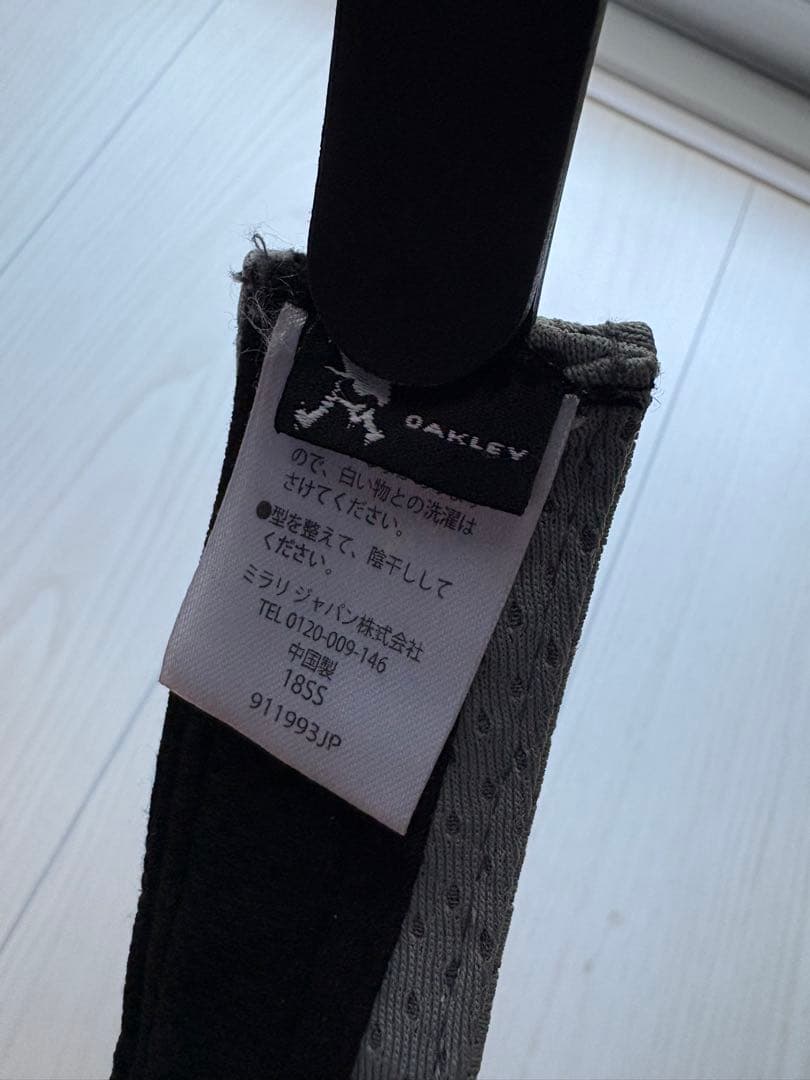 OAKLEY
ので、白い物との洗濯は
さけてください。
●型を整えて、陰干しして
ください。
ミラリ ジャパン株式会社
TEL 0120-009-146
中国製
18SS
911993JP